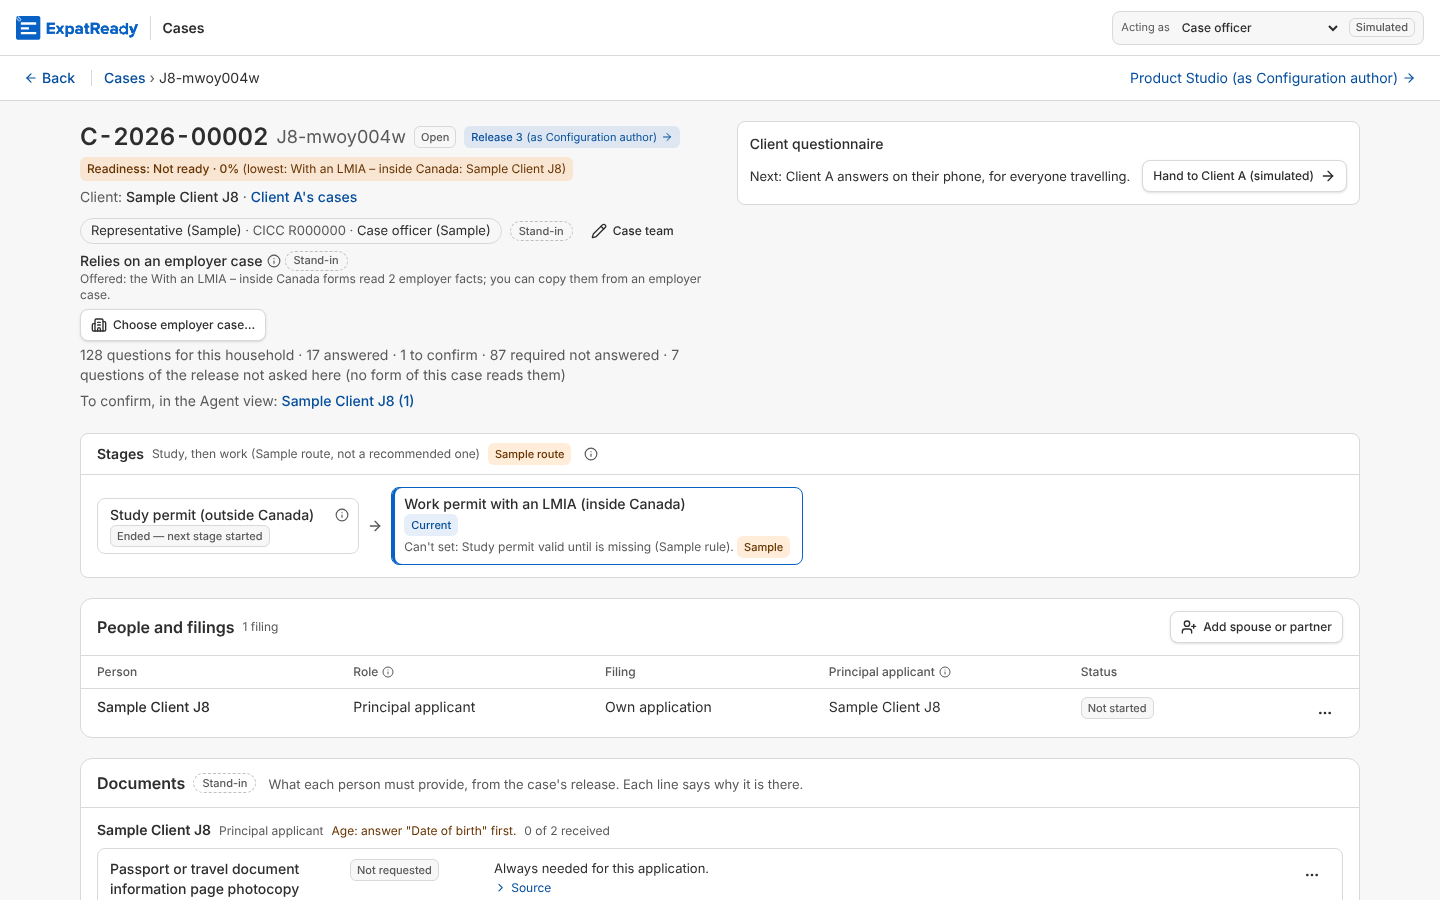 ExpatReady
Cases
Acting as Case officer Simulated
← Back
Cases › J8-mwoy004w
Product Studio (as Configuration author) →
C-2026-00002 J8-mwoy004w Open Release 3 (as Configuration author) →
Readiness: Not ready · 0% (lowest: With an LMIA – inside Canada: Sample Client J8)
Client: Sample Client J8 · Client A's cases
Representative (Sample) · CICC R000000 · Case officer (Sample) Stand-in Case team
Relies on an employer case Stand-in
Offered: the With an LMIA – inside Canada forms read 2 employer facts; you can copy them from an employer
case.
Choose employer case...
128 questions for this household · 17 answered · 1 to confirm · 87 required not answered · 7
questions of the release not asked here (no form of this case reads them)
To confirm, in the Agent view: Sample Client J8 (1)
Client questionnaire
Next: Client A answers on their phone, for everyone travelling. Hand to Client A (simulated) →
Stages Study, then work (Sample route, not a recommended one) Sample route
Study permit (outside Canada)
Ended — next stage started
→
Work permit with an LMIA (inside Canada)
Current
Can't set: Study permit valid until is missing (Sample rule). Sample
People and filings 1 filing
Add spouse or partner
Person Role Filing Principal applicant Status
Sample Client J8 Principal applicant Own application Sample Client J8 Not started ...
Documents Stand-in What each person must provide, from the case's release. Each line says why it is there.
Sample Client J8 Principal applicant Age: answer "Date of birth" first. 0 of 2 received
Passport or travel document
information page photocopy
Not requested
Always needed for this application.
Source
...